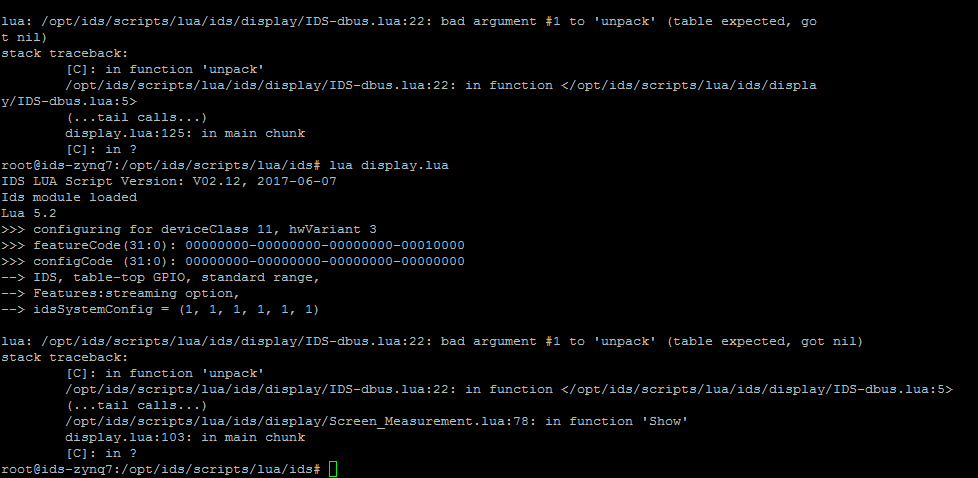 lua: /opt/ids/scripts/lua/ids/display/IDS-dbus.lua:22: bad argument #1 to 'unpack' (table expected, go
t nil)
stack traceback:
        [C]: in function 'unpack'
        /opt/ids/scripts/lua/ids/display/IDS-dbus.lua:22: in function </opt/ids/scripts/lua/ids/displa
y/IDS-dbus.lua:5>
        (...tail calls...)
        display.lua:125: in main chunk
        [C]: in ?
root@ids-zynq7:/opt/ids/scripts/lua/ids# lua display.lua
IDS LUA Script Version: V02.12, 2017-06-07
Ids module loaded
Lua 5.2
>>> configuring for deviceClass 11, hwVariant 3
>>> featureCode(31:0): 00000000-00000000-00000000-00010000
>>> configCode (31:0): 00000000-00000000-00000000-00000000
--> IDS, table-top GPIO, standard range,
--> Features:streaming option,
--> idsSystemConfig = (1, 1, 1, 1, 1, 1)

lua: /opt/ids/scripts/lua/ids/display/IDS-dbus.lua:22: bad argument #1 to 'unpack' (table expected, got nil)
stack traceback:
        [C]: in function 'unpack'
        /opt/ids/scripts/lua/ids/display/IDS-dbus.lua:22: in function </opt/ids/scripts/lua/ids/display/IDS-dbus.lua:5>
        (...tail calls...)
        /opt/ids/scripts/lua/ids/display/Screen_Measurement.lua:78: in function 'Show'
        display.lua:103: in main chunk
        [C]: in ?
root@ids-zynq7:/opt/ids/scripts/lua/ids#